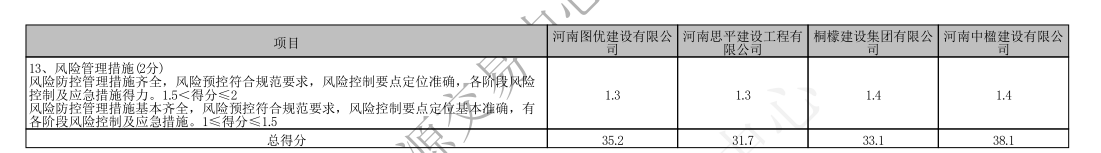 项目
河南图优建设有限公
司
河南思平建设工程有
限公司
桐檬建设集团有限公
司
河南中楹建设有限公
司
13、风险管理措施(2分)
风险防控管理措施齐全，风险预控符合规范要求，风险控制要点定位准确，各阶段风险
控制及应急措施得力。1.5＜得分≤2
风险防控管理措施基本齐全，风险预控符合规范要求，风险控制要点定位基本准确，有
各阶段风险控制及应急措施。1≤得分≤1.5
1.3
1.3
1.4
1.4
总得分
35.2
31.7
33.1
38.1
源交易中心
中心